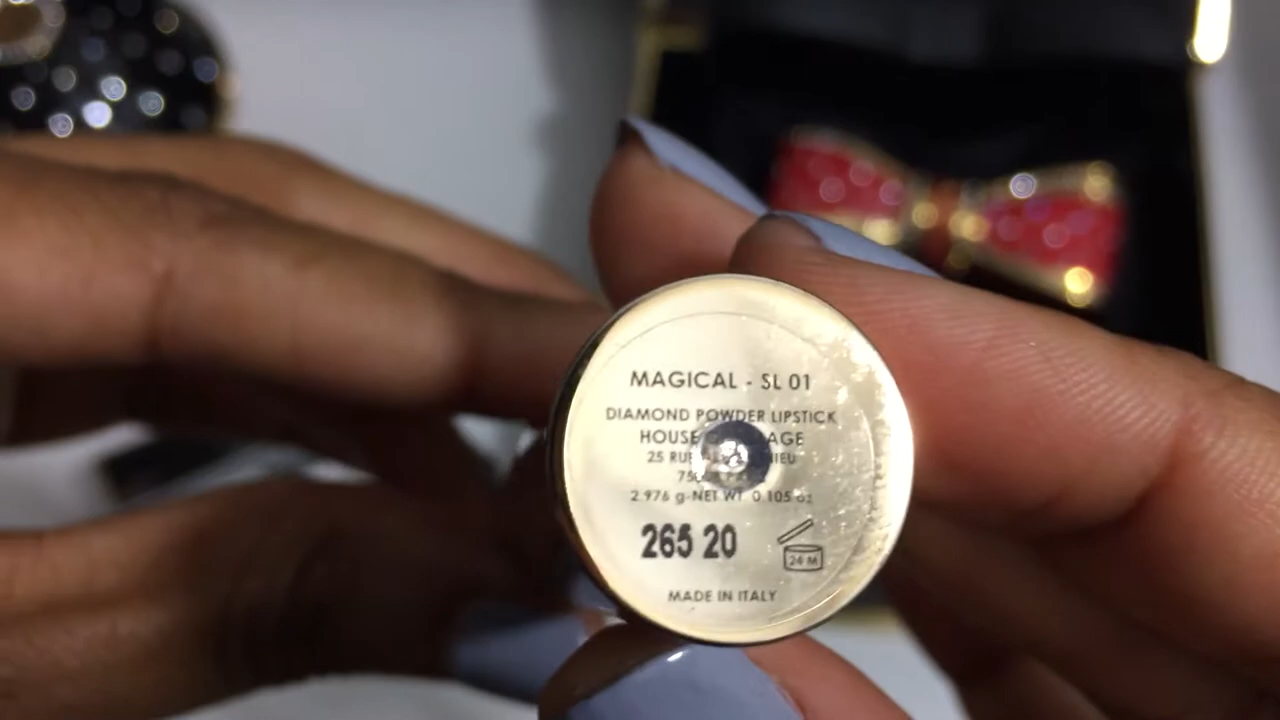 MAGICAL - SL 01
DIAMOND POWDER LIPSTICK
HOUSE
25 RUE
2.976 g-NET WT 0.105 oz
265 20
24 M
MADE IN ITALY